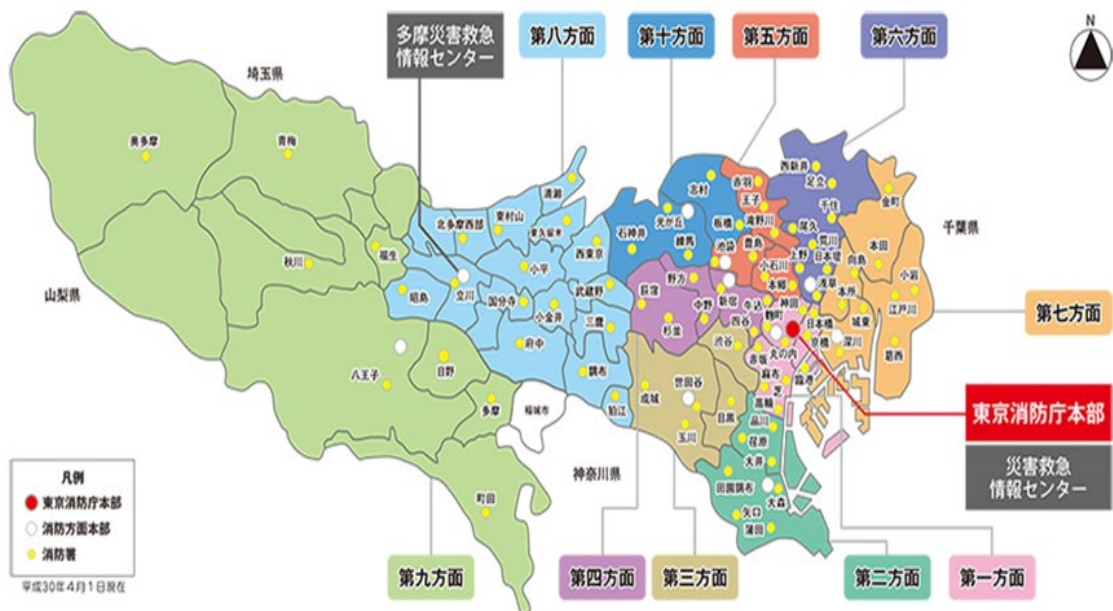 多摩災害救急
情報センター
第八方面
第十方面
第五方面
第六方面
N
埼玉県
奥多摩
青梅
清瀬
志村
赤羽
王子
西新井
足立
金町
千住
北多摩西部
東村山
東久留米
光が丘
板橋
滝野川
尾久
千葉県
石神井
練馬
荒川
本田
西東京
池袋
豊島
日本堤
向島
小岩
福生
秋川
小平
小石川
上野
山梨県
野方
本郷
浅草
本所
江戸川
昭島
立川
国分寺
武蔵野
荻窪
新宿
牛込
神田
城東
小金井
中野
麹町
日本橋
三鷹
杉並
四谷
京橋
深川
第七方面
府中
渋谷
丸の内
葛西
赤坂
調布
麻布
臨港
八王子
日野
世田谷
成城
芝
多摩
稲城市
狛江
目黒
高輪
玉川
品川
東京消防庁本部
荏原
大井
災害救急
情報センター
神奈川県
田園調布
大森
凡例
東京消防庁本部
消防方面本部
消防署
町田
矢口
蒲田
平成30年4月1日現在
第九方面
第四方面
第三方面
第二方面
第一方面